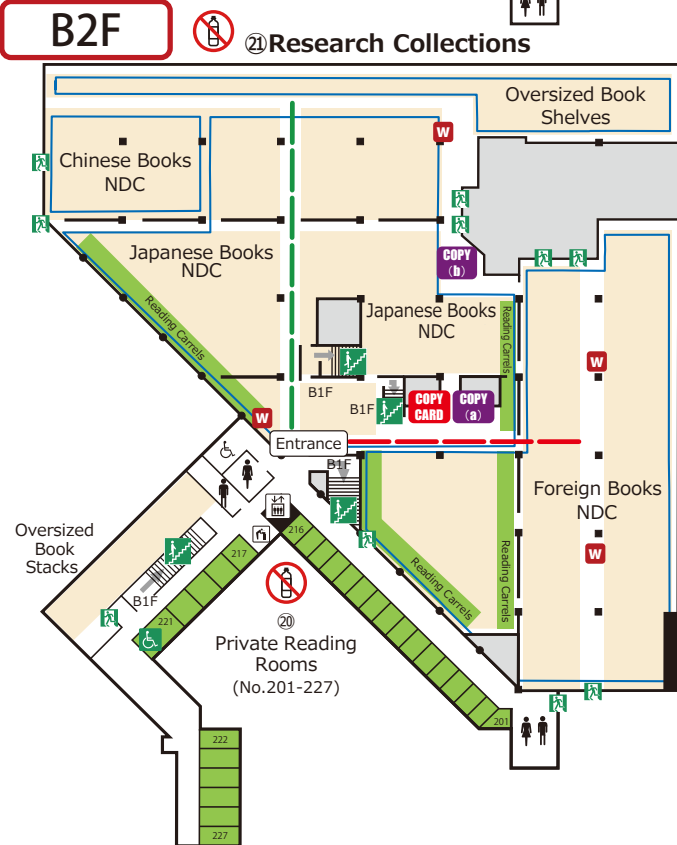 B2F
㉑Research Collections
Oversized Book
Shelves
W
Chinese Books
NDC
Japanese Books
NDC
COPY
(b)
Reading Carrels
Japanese Books
NDC
Reading Carrels
B1F
B1F
COPY
CARD
COPY
(a)
W
W
Entrance
B1F
Foreign Books
NDC
Oversized
Book
Stacks
216
217
W
Reading Carrels
Reading Carrels
B1F
221
⑳
Private Reading
Rooms
(No.201-227)
201
222
227